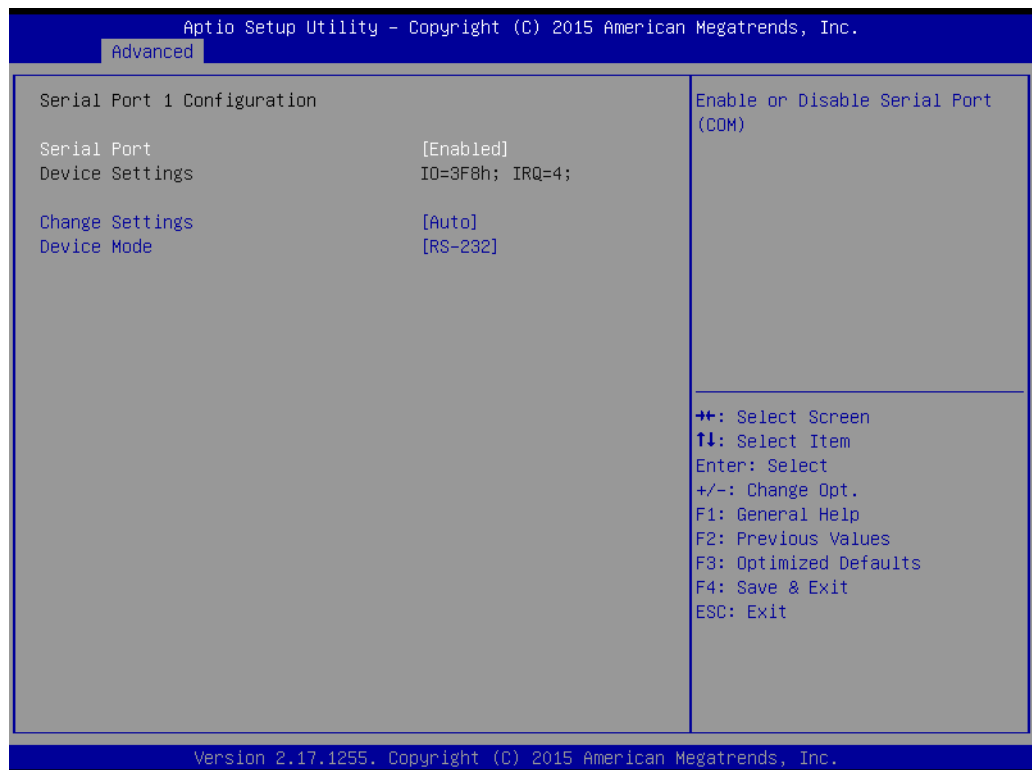 Aptio Setup Utility – Copyright (C) 2015 American Megatrends, Inc.
Advanced
Serial Port 1 Configuration
Serial Port [Enabled]
Device Settings IO=3F8h; IRQ=4;
Change Settings [Auto]
Device Mode [RS-232]
Enable or Disable Serial Port
(COM)
→←: Select Screen
↑↓: Select Item
Enter: Select
+/-: Change Opt.
F1: General Help
F2: Previous Values
F3: Optimized Defaults
F4: Save & Exit
ESC: Exit
Version 2.17.1255. Copyright (C) 2015 American Megatrends, Inc.